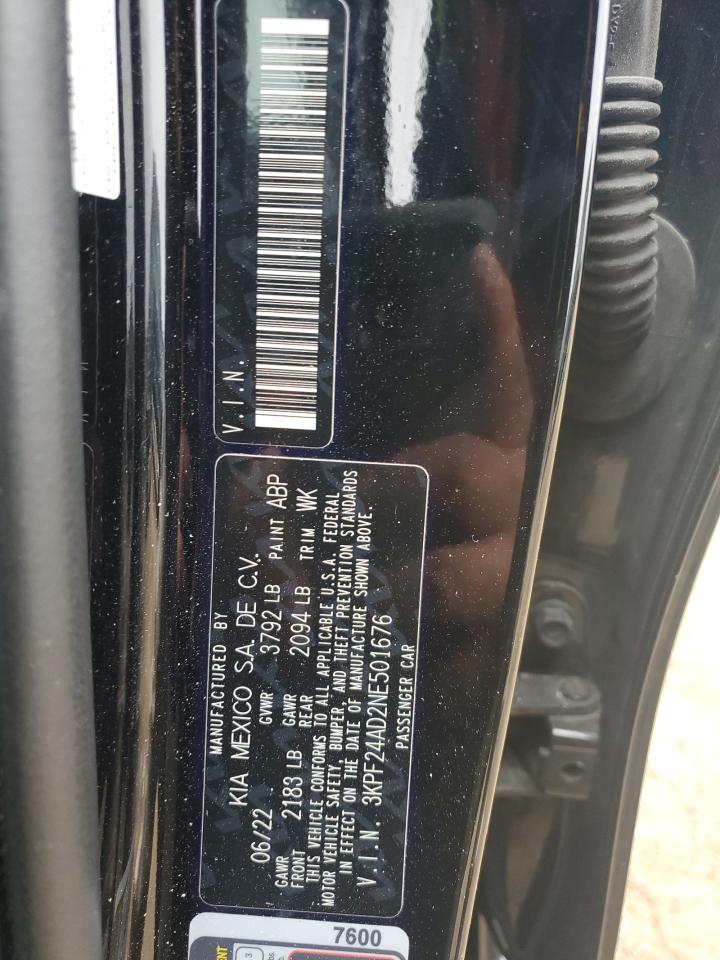 V.I.N.
MANUFACTURED BY
KIA MEXICO S.A. DE C.V.
06/22 GVWR 3792 LB PAINT ABP
GAWR FRONT 2183 LB GAWR REAR 2094 LB TRIM WK
THIS VEHICLE CONFORMS TO ALL APPLICABLE U.S.A. FEDERAL
MOTOR VEHICLE SAFETY, BUMPER, AND THEFT PREVENTION STANDARDS
IN EFFECT ON THE DATE OF MANUFACTURE SHOWN ABOVE.
V.I.N. 3KPF24AD2NE501676
PASSENGER CAR
7600
3